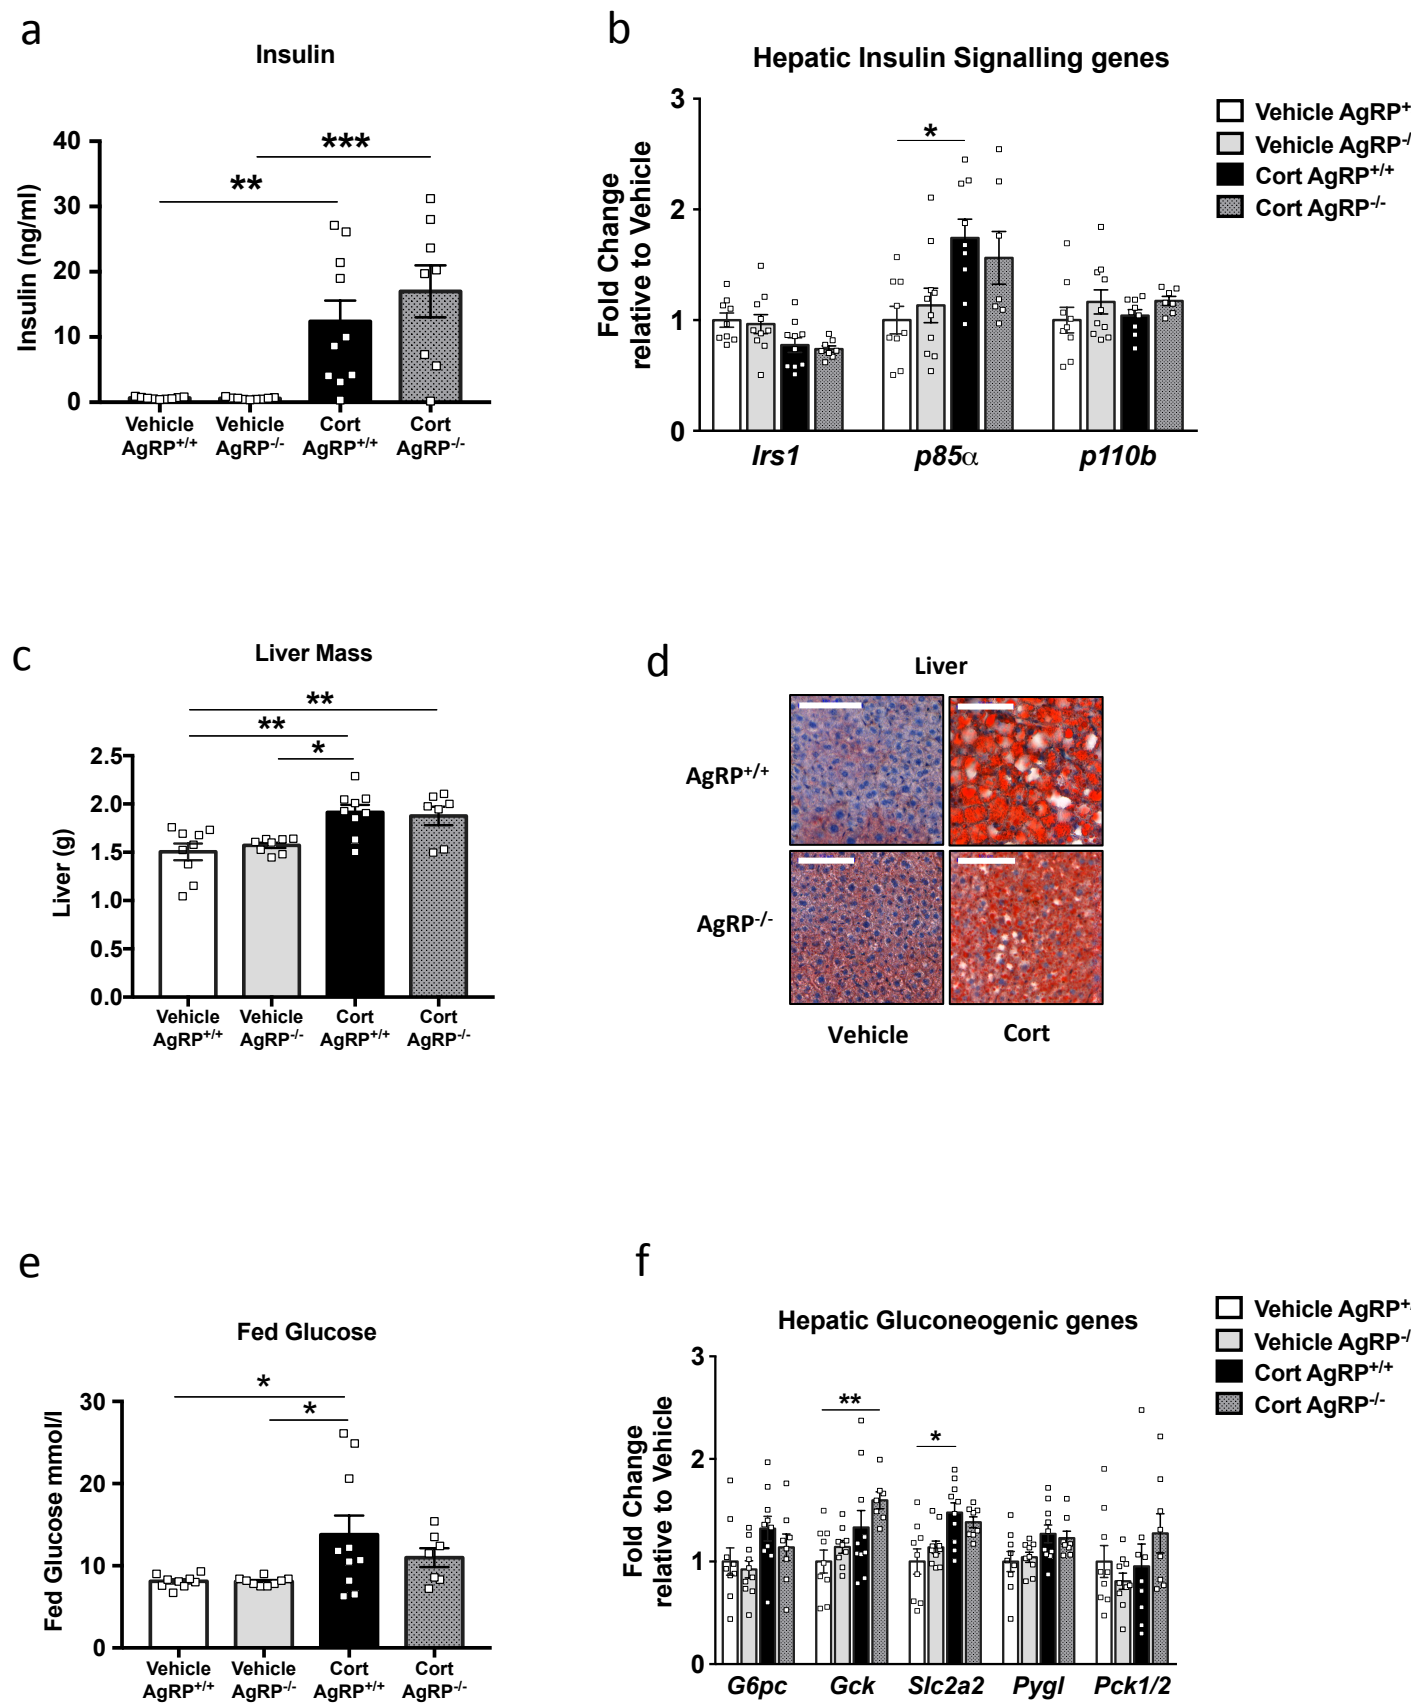 a
Insulin
Insulin (ng/ml)
40
30
20
10
0
**
***
Vehicle AgRP+/+
Vehicle AgRP-/-
Cort AgRP+/+
Cort AgRP-/-
b
Hepatic Insulin Signalling genes
Fold Change
relative to Vehicle
3
2
1
0
*
Irs1
p85α
p110b
Vehicle AgRP+
Vehicle AgRP-/
Cort AgRP+/+
Cort AgRP-/-
c
Liver Mass
Liver (g)
2.5
2.0
1.5
1.0
0.5
0.0
**
**
*
Vehicle AgRP+/+
Vehicle AgRP-/-
Cort AgRP+/+
Cort AgRP-/-
d
Liver
AgRP+/+
AgRP-/-
Vehicle
Cort
e
Fed Glucose
Fed Glucose mmol/l
30
20
10
0
*
*
Vehicle AgRP+/+
Vehicle AgRP-/-
Cort AgRP+/+
Cort AgRP-/-
f
Hepatic Gluconeogenic genes
Fold Change
relative to Vehicle
3
2
1
0
**
*
G6pc
Gck
Slc2a2
Pygl
Pck1/2
Vehicle AgRP+
Vehicle AgRP-/
Cort AgRP+/+
Cort AgRP-/-